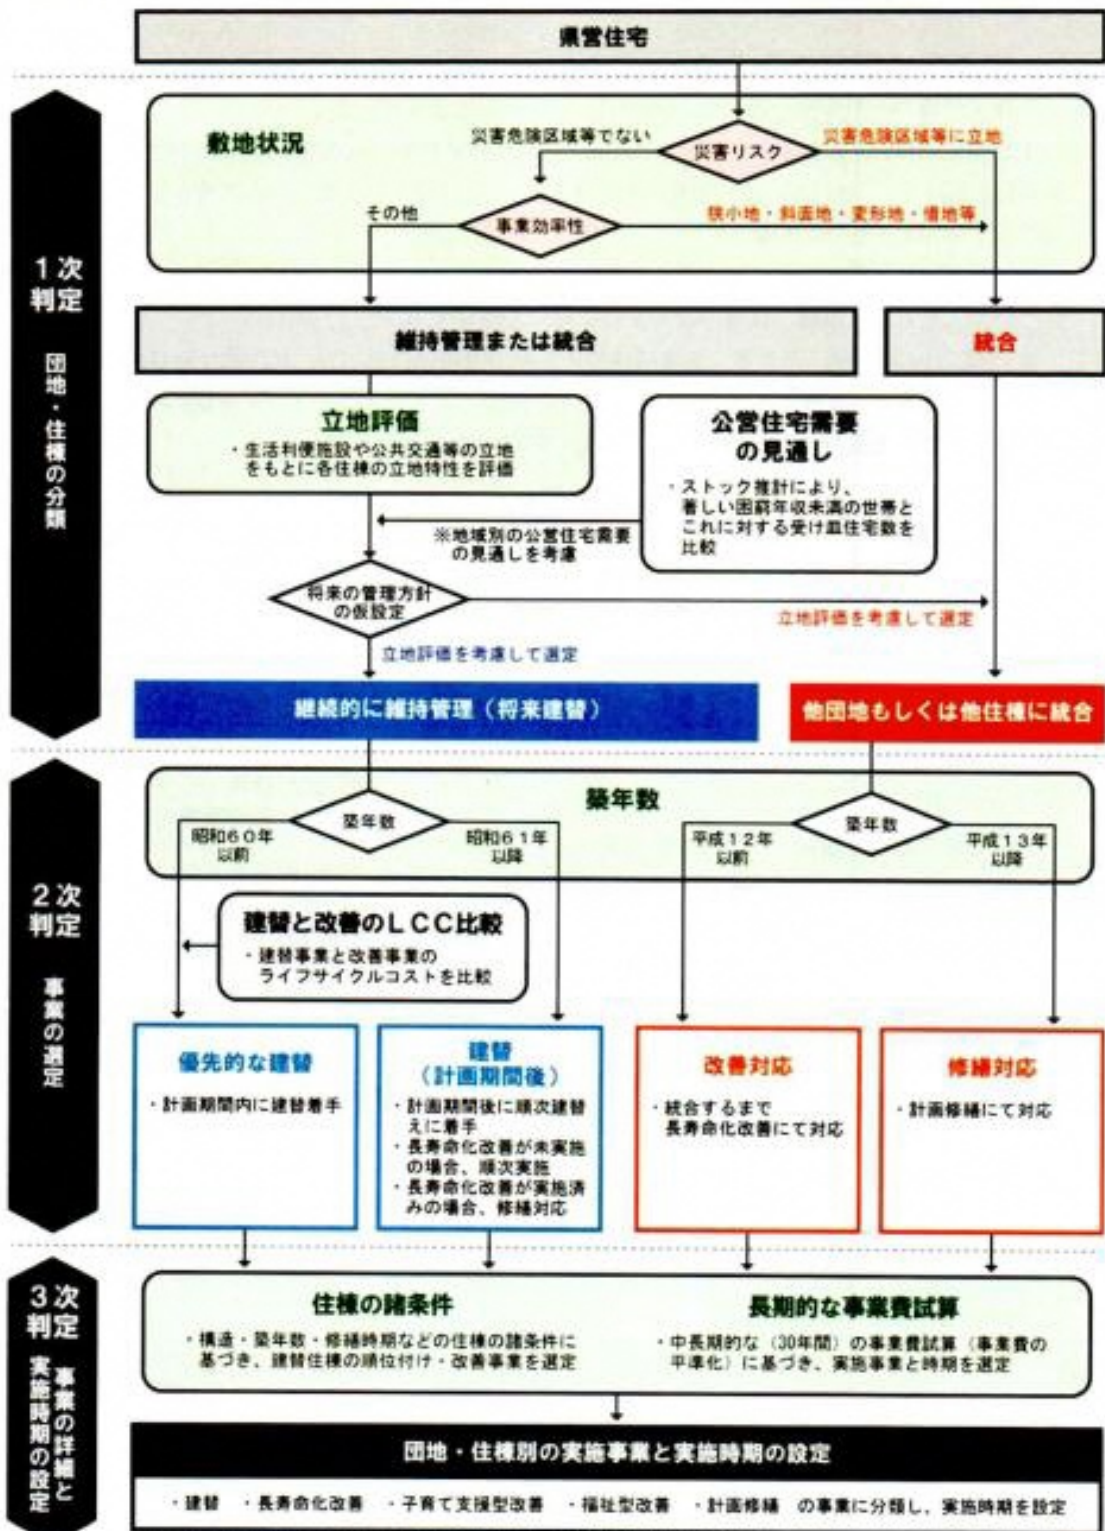 県営住宅
1次
判定
団地・住棟の分類
敷地状況
災害危険区域等でない
災害リスク
災害危険区域等に立地
その他
事業効率性
狭小地・斜面地・変形地・借地等
維持管理または統合
統合
立地評価
・生活利便施設や公共交通等の立地
をもとに各住棟の立地特性を評価
公営住宅需要
の見通し
・ストック推計により、
著しい困窮年収未満の世帯と
これに対する受け皿住宅数を
比較
※地域別の公営住宅需要
の見通しを考慮
将来の管理方針
の仮設定
立地評価を考慮して選定
立地評価を考慮して選定
継続的に維持管理（将来建替）
他団地もしくは他住棟に統合
2次
判定
事業の選定
築年数
築年数
昭和60年
以前
昭和61年
以降
築年数
平成12年
以前
平成13年
以降
建替と改善のLCC比較
・建替事業と改善事業の
ライフサイクルコストを比較
優先的な建替
・計画期間内に建替着手
建替
（計画期間後）
・計画期間後に順次建替
えに着手
・長寿命化改善が未実施
の場合、順次実施
・長寿命化改善が実施済
みの場合、修繕対応
改善対応
・統合するまで
長寿命化改善にて対応
修繕対応
・計画修繕にて対応
3次
判定
事業の詳細と
実施時期の設定
住棟の諸条件
・構造・築年数・修繕時期などの住棟の諸条件に
基づき、建替住棟の順位付け・改善事業を選定
長期的な事業費試算
・中長期的な（30年間）の事業費試算（事業費の
平準化）に基づき、実施事業と時期を選定
団地・住棟別の実施事業と実施時期の設定
・建替 ・長寿命化改善 ・子育て支援型改善 ・福祉型改善 ・計画修繕 の事業に分類し、実施時期を設定